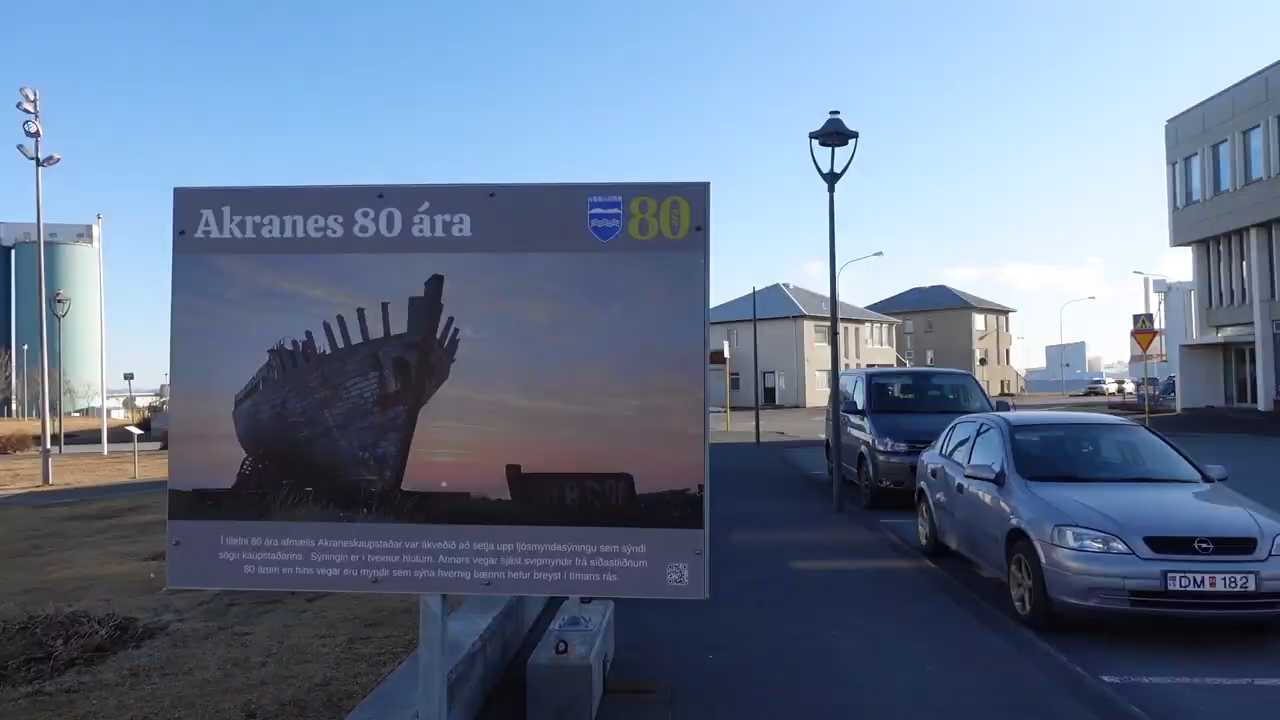 Akranes 80 ára
80
ára
Í tilefni 80 ára afmælis Akraneskaupstaðar var ákveðið að setja upp ljósmyndasýningu sem sýndi
sögu kaupstaðarins. Sýningin er í tveimur hlutum. Annars vegar sjást svipmyndir frá síðastliðnum
80 árum en hins vegar eru myndir sem sýna hvernig bærinn hefur breyst í tímans rás.
DM 182